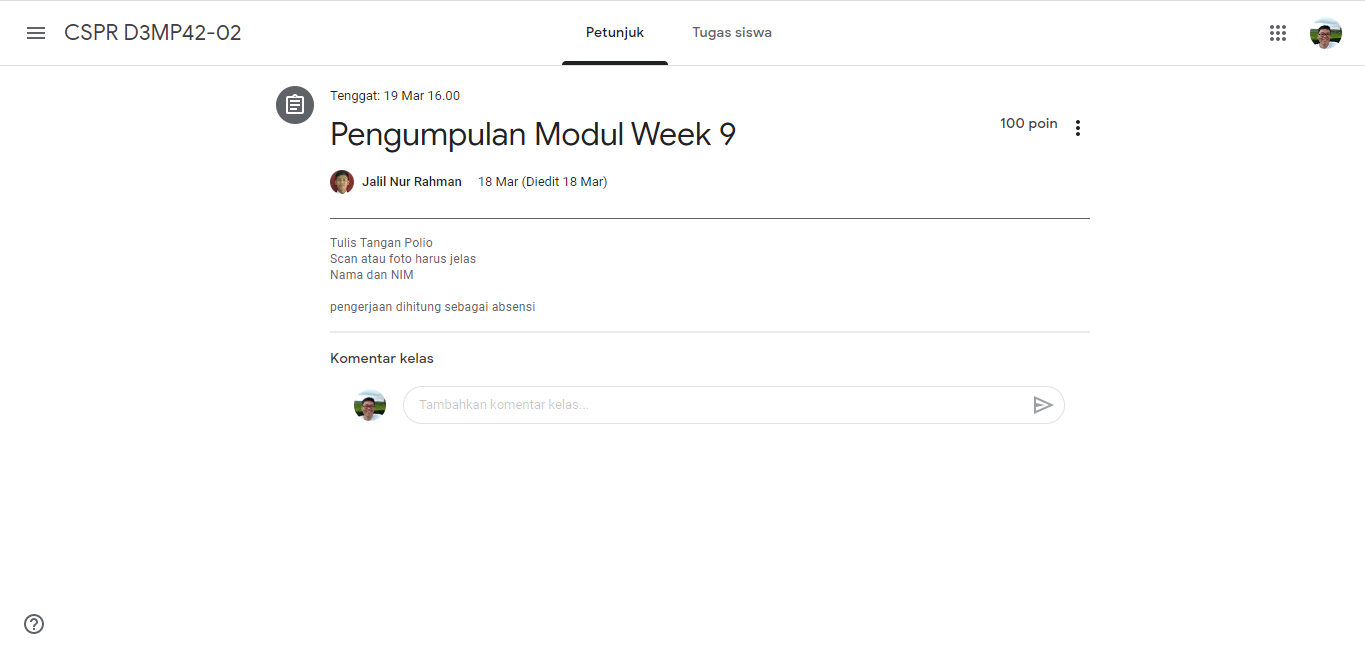 CSPR D3MP42-02
Petunjuk
Tugas siswa
Tenggat: 19 Mar 16.00
Pengumpulan Modul Week 9
100 poin
Jalil Nur Rahman 18 Mar (Diedit 18 Mar)
Tulis Tangan Polio
Scan atau foto harus jelas
Nama dan NIM
pengerjaan dihitung sebagai absensi
Komentar kelas
Tambahkan komentar kelas...